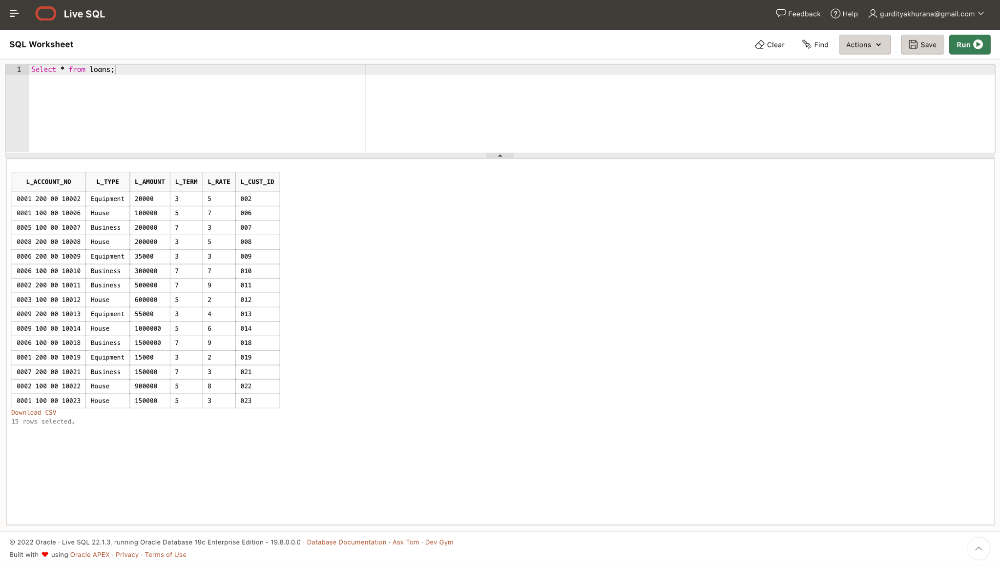 Live SQL
Feedback Help gurdityakhurana@gmail.com
SQL Worksheet
Clear Find Actions Save Run
1 Select * from loans;
L_ACCOUNT_NO L_TYPE L_AMOUNT L_TERM L_RATE L_CUST_ID
0001 200 00 10002 Equipment 20000 3 5 002
0001 100 00 10006 House 100000 5 7 006
0005 100 00 10007 Business 200000 7 3 007
0008 200 00 10008 House 200000 3 5 008
0006 200 00 10009 Equipment 35000 3 3 009
0006 100 00 10010 Business 300000 7 7 010
0002 200 00 10011 Business 500000 7 9 011
0003 100 00 10012 House 600000 5 2 012
0009 200 00 10013 Equipment 55000 3 4 013
0009 100 00 10014 House 1000000 5 6 014
0006 100 00 10018 Business 1500000 7 9 018
0001 200 00 10019 Equipment 15000 3 2 019
0007 200 00 10021 Business 150000 7 3 021
0002 100 00 10022 House 900000 5 8 022
0001 100 00 10023 House 150000 5 3 023
Download CSV
15 rows selected.
© 2022 Oracle · Live SQL 22.1.3, running Oracle Database 19c Enterprise Edition - 19.8.0.0.0 · Database Documentation · Ask Tom · Dev Gym
Built with ❤ using Oracle APEX · Privacy · Terms of Use